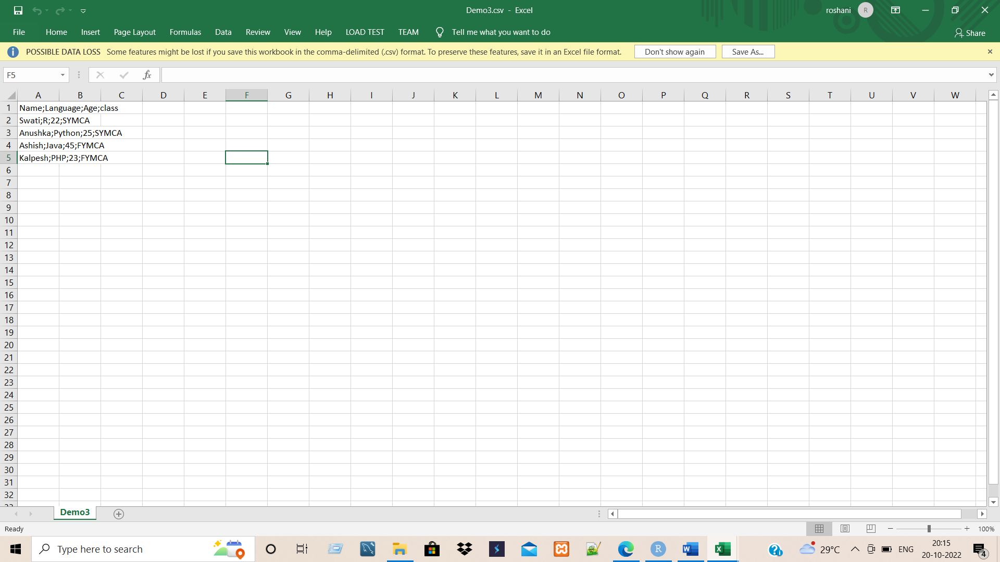 Demo3.csv - Excel
roshani
R
File Home Insert Page Layout Formulas Data Review View Help LOAD TEST TEAM Tell me what you want to do
Share
POSSIBLE DATA LOSS Some features might be lost if you save this workbook in the comma-delimited (.csv) format. To preserve these features, save it in an Excel file format. Don't show again Save As...
F5
fx
A B C D E F G H I J K L M N O P Q R S T U V W
1 Name;Language;Age;class
2 Swati;R;22;SYMCA
3 Anushka;Python;25;SYMCA
4 Ashish;Java;45;FYMCA
5 Kalpesh;PHP;23;FYMCA
6
7
8
9
10
11
12
13
14
15
16
17
18
19
20
21
22
23
24
25
26
27
28
29
30
31
32
33
Demo3
Ready
100%
Type here to search
R
29°C
ENG
20:15
20-10-2022
4